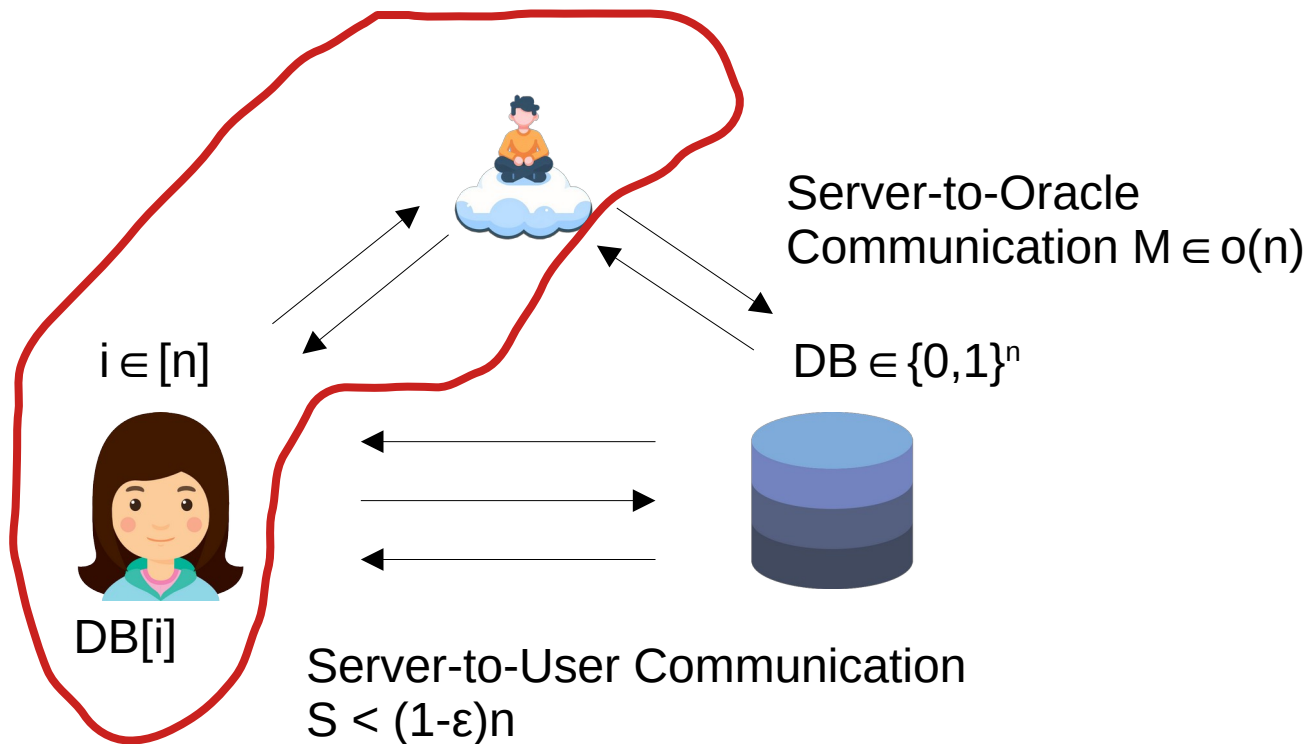 Server-to-Oracle
Communication M ∈ o(n)
i ∈ [n]
DB ∈ {0,1}ⁿ
DB[i]
Server-to-User Communication
S < (1-ε)n